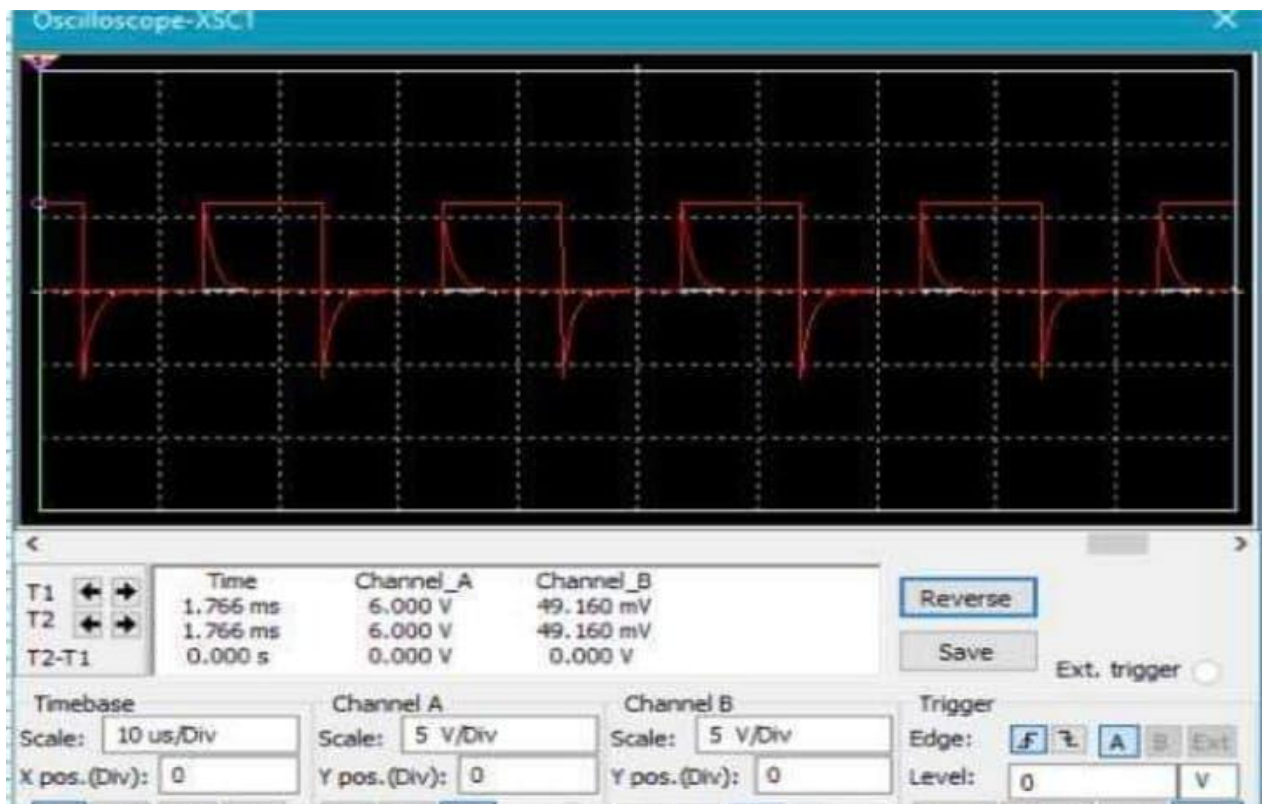 Oscilloscope-XSC1
Time Channel_A Channel_B
T1 1.766 ms 6.000 V 49.160 mV
T2 1.766 ms 6.000 V 49.160 mV
T2-T1 0.000 s 0.000 V 0.000 V
Reverse
Save
Ext. trigger
Timebase
Scale: 10 us/Div
X pos.(Div): 0
Channel A
Scale: 5 V/Div
Y pos.(Div): 0
Channel B
Scale: 5 V/Div
Y pos.(Div): 0
Trigger
Edge: A B Ext
Level: 0 V